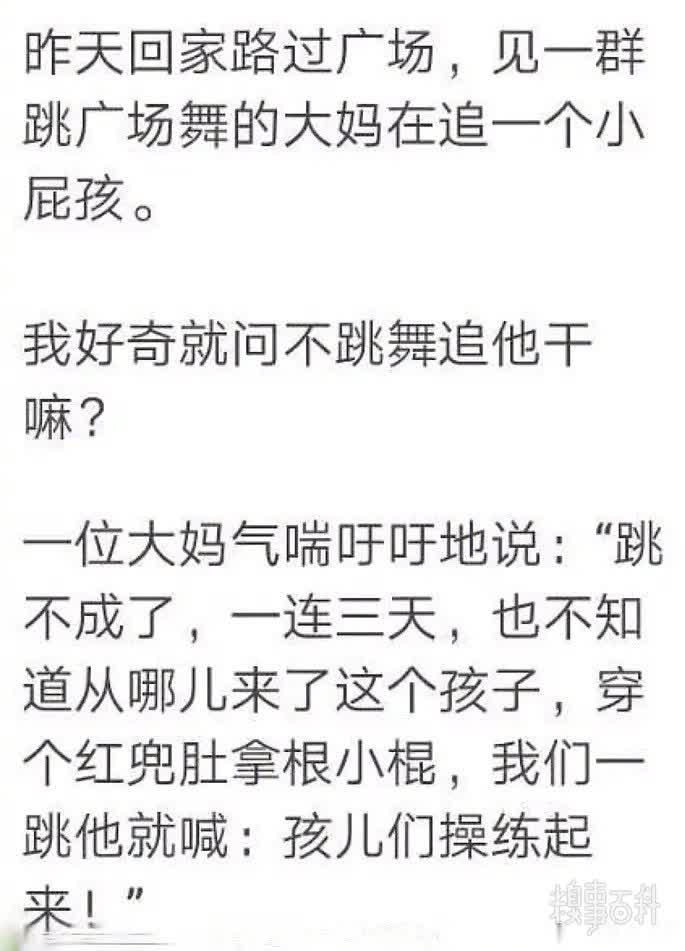 昨天回家路过广场，见一群
跳广场舞的大妈在追一个小
屁孩。
我好奇就问不跳舞追他干
嘛？
一位大妈气喘吁吁地说：“跳
不成了，一连三天，也不知
道从哪儿来了这个孩子，穿
个红兜肚拿根小棍，我们一
跳他就喊：孩儿们操练起
来！”
糗事百科